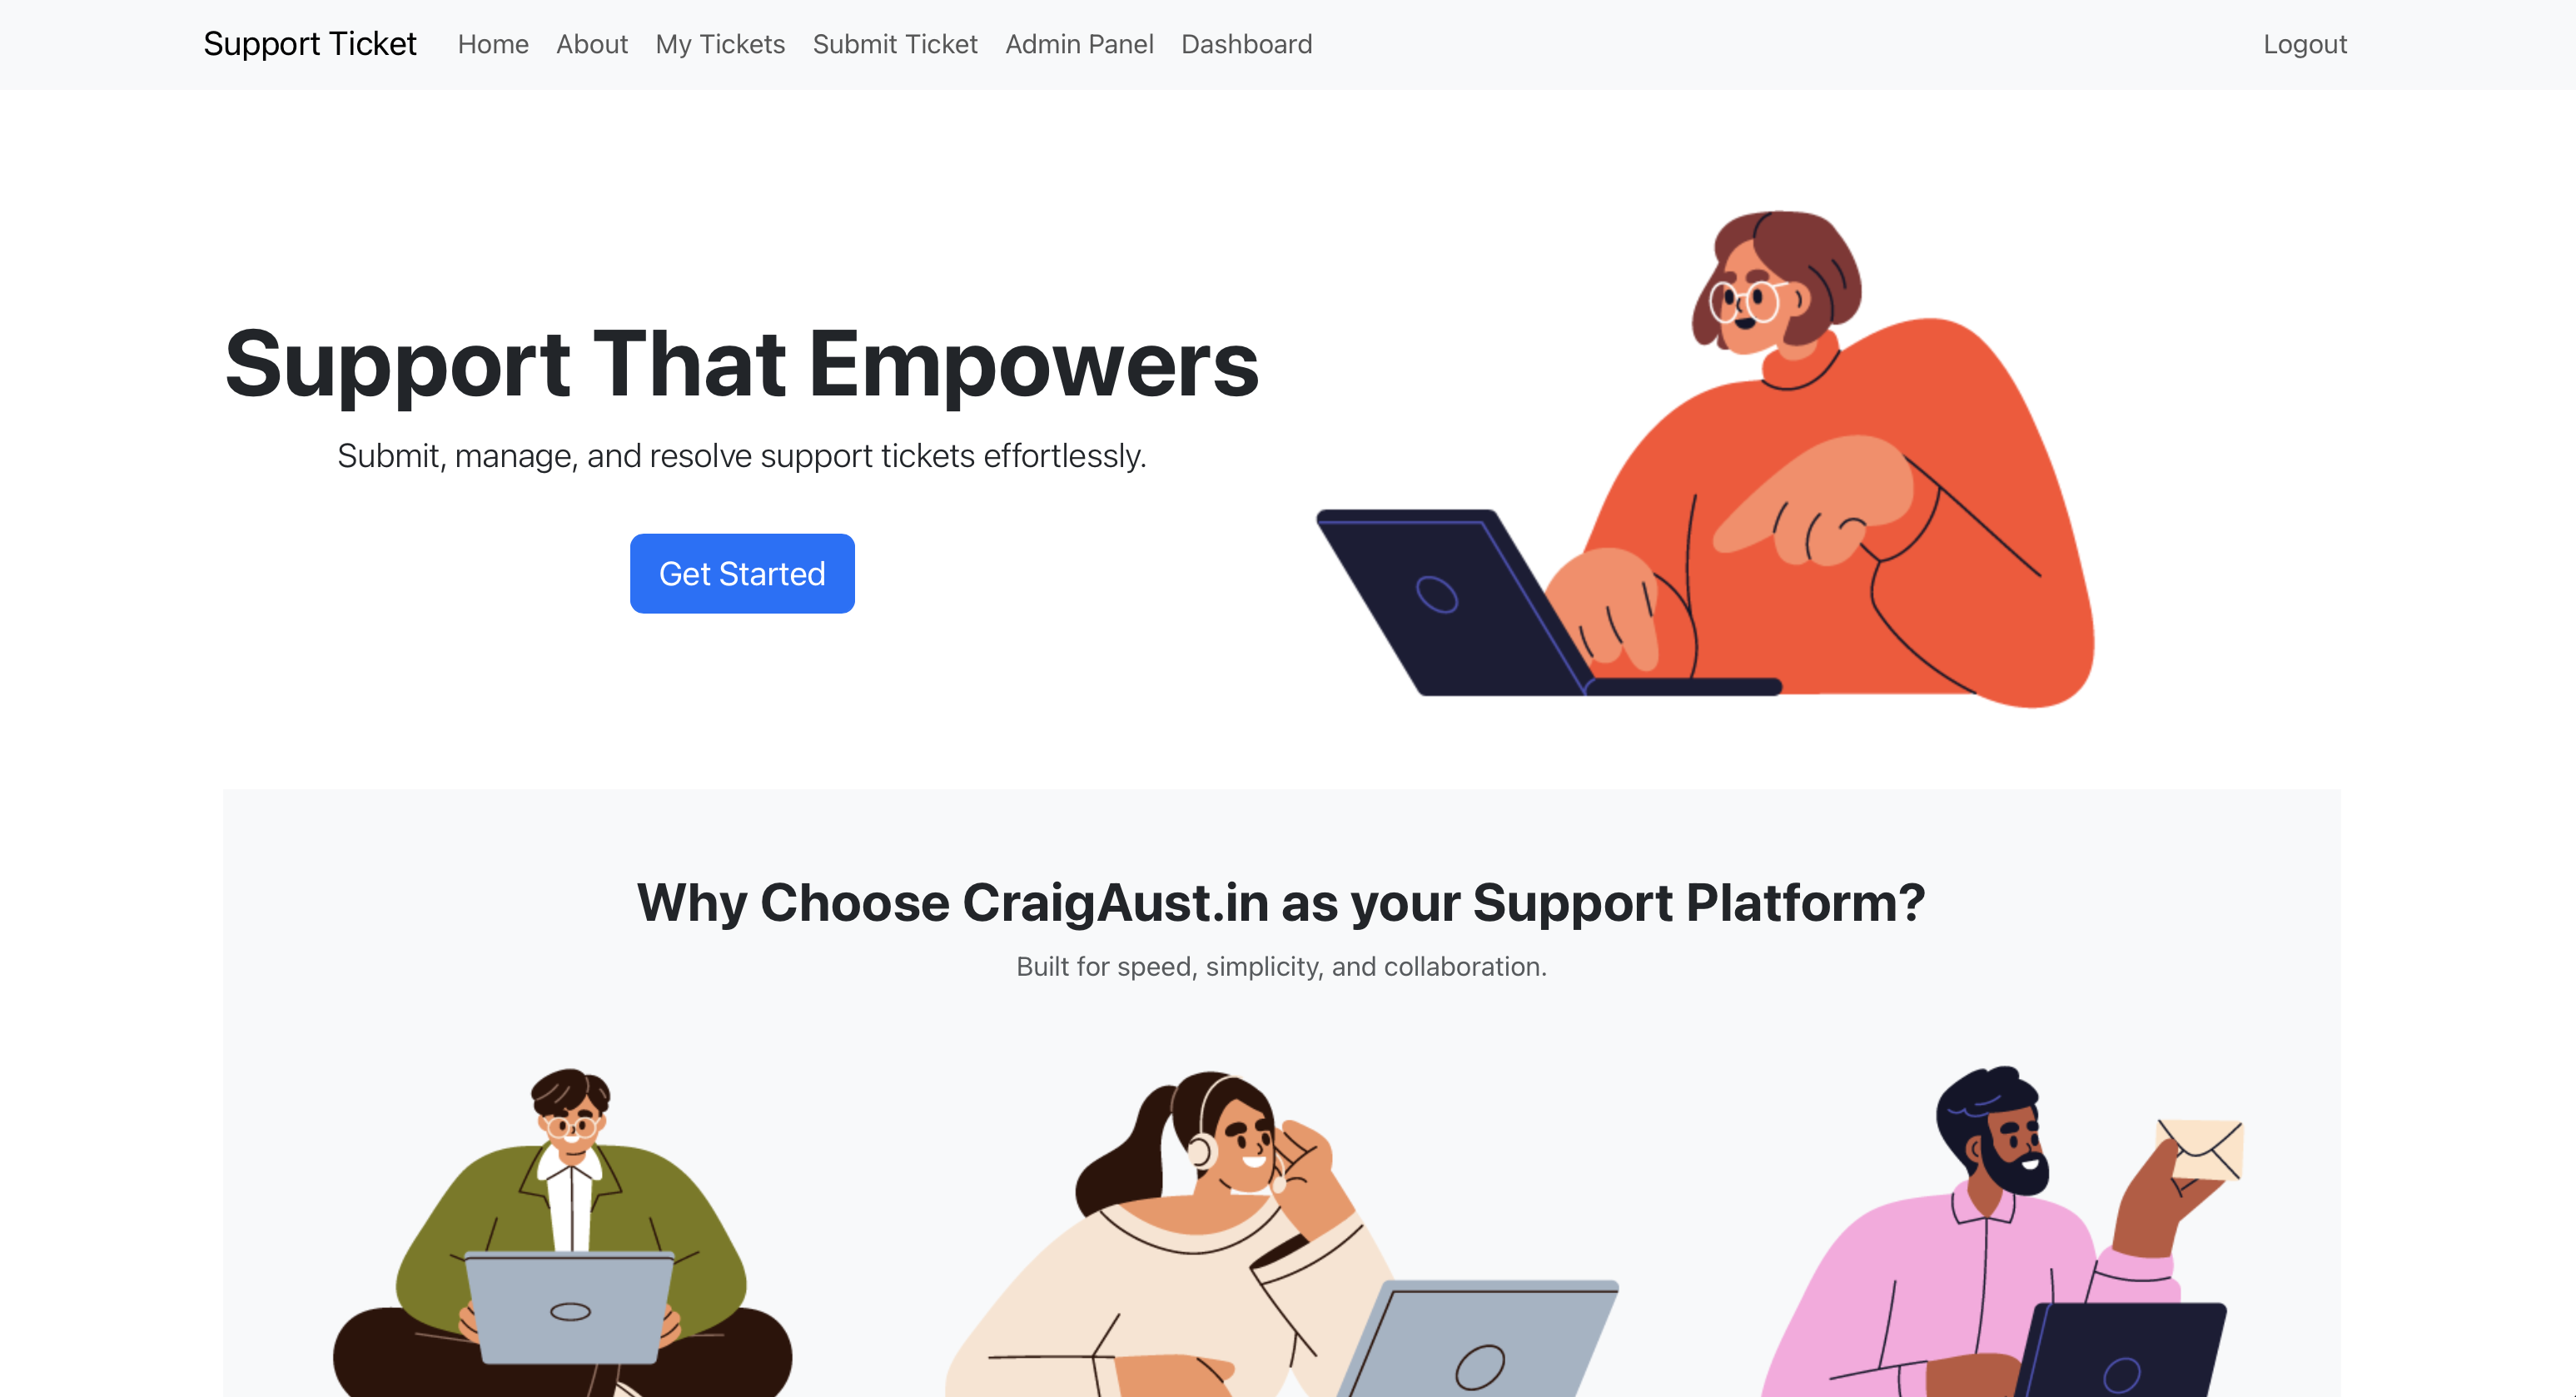 Support Ticket Home About My Tickets Submit Ticket Admin Panel Dashboard Logout
Support That Empowers
Submit, manage, and resolve support tickets effortlessly.
Get Started
Why Choose CraigAust.in as your Support Platform?
Built for speed, simplicity, and collaboration.